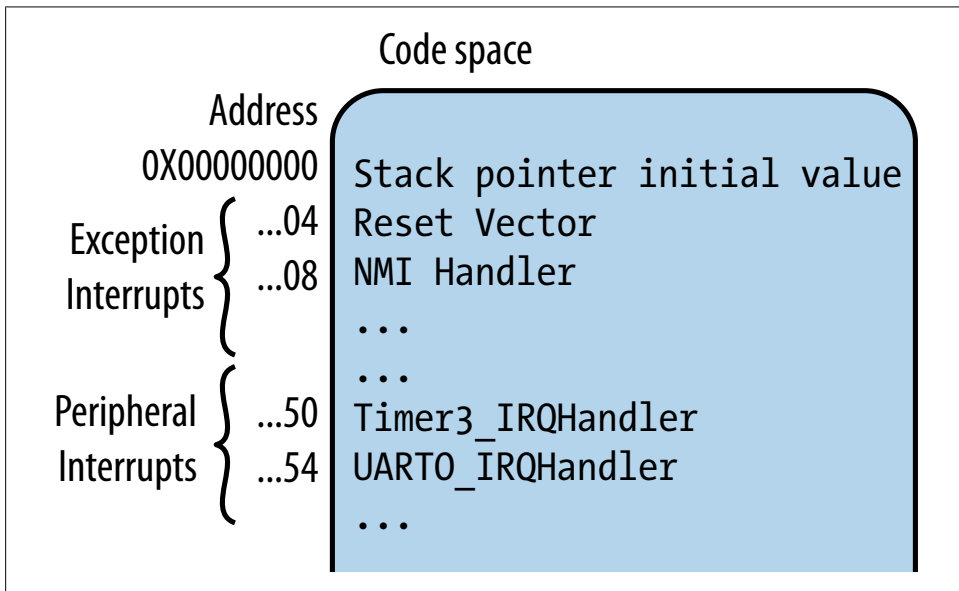 Code space
Address
0X00000000 Stack pointer initial value
Exception Interrupts
...04 Reset Vector
...08 NMI Handler
...
...
Peripheral Interrupts
...50 Timer3_IRQHandler
...54 UARTO_IRQHandler
...